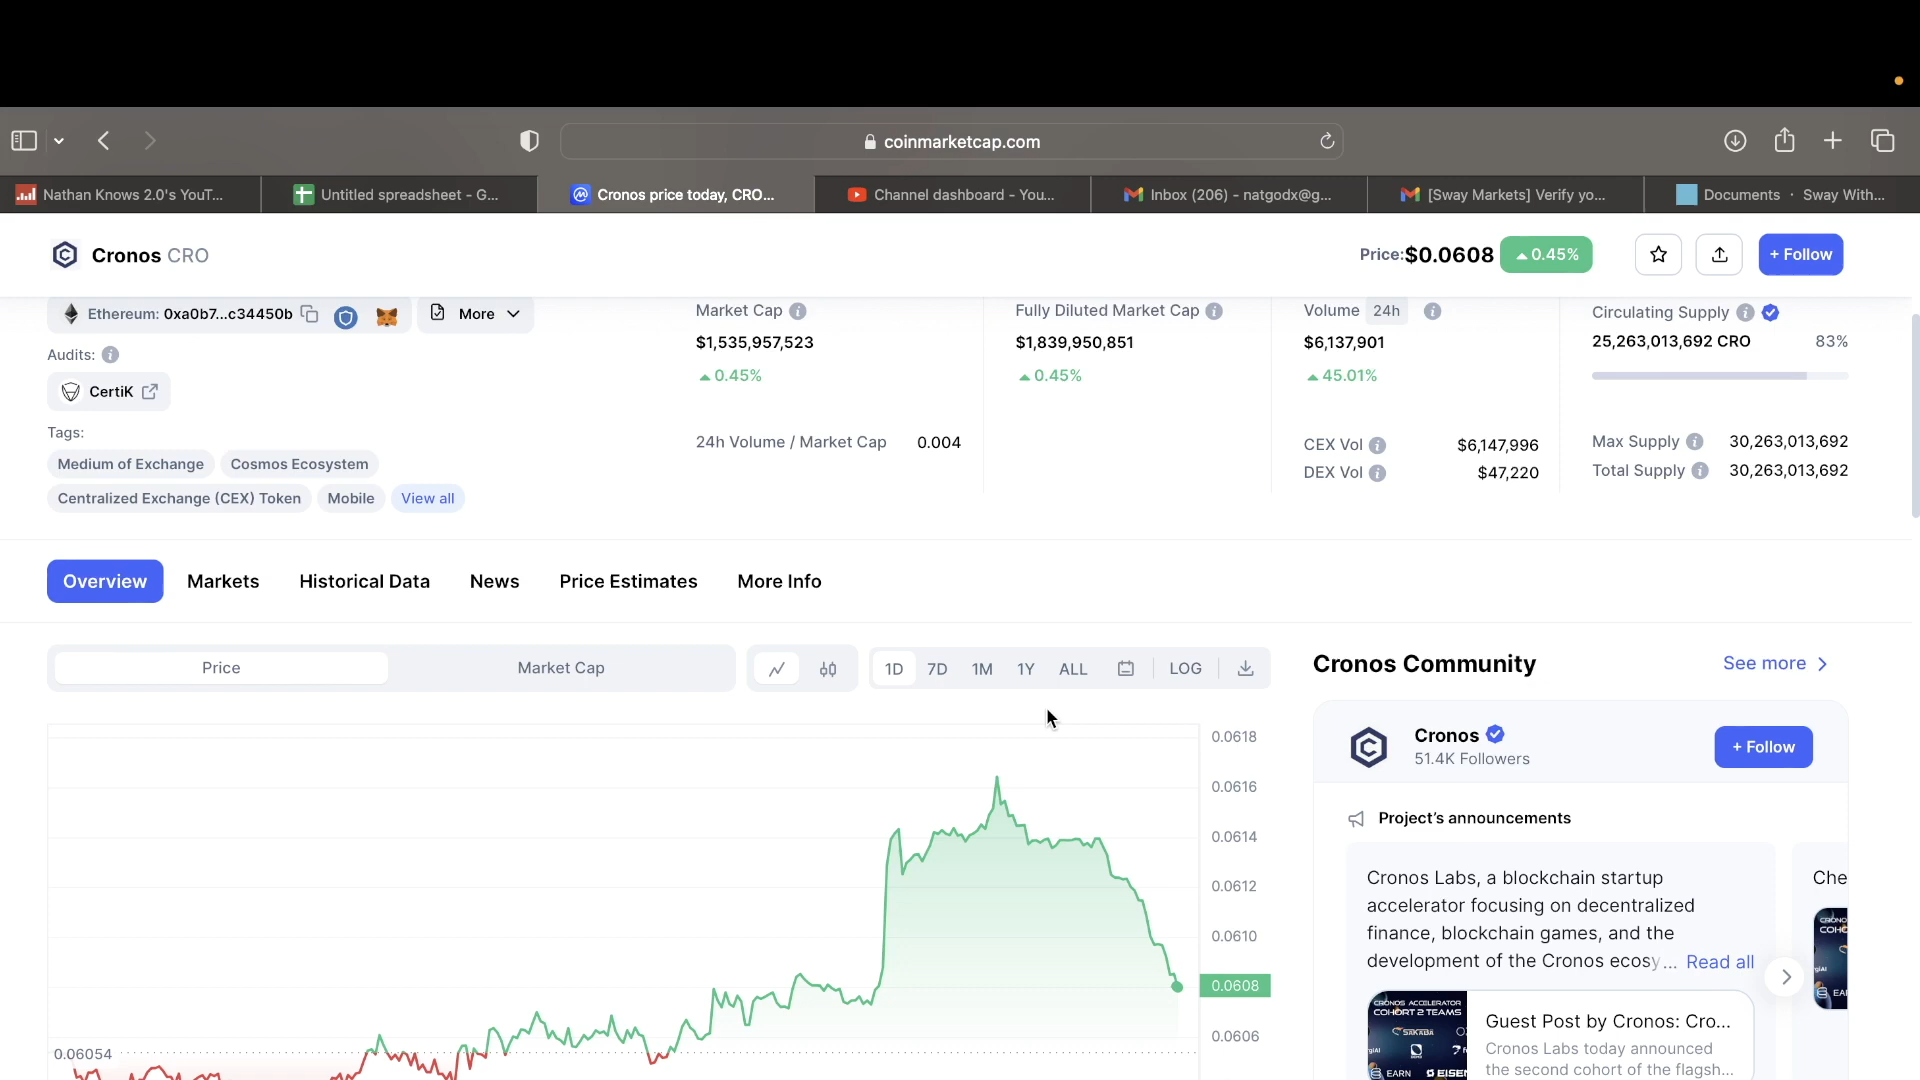 coinmarketcap.com
Nathan Knows 2.0's YouT...
Untitled spreadsheet - G...
Cronos price today, CRO...
Channel dashboard - You...
Inbox (206) - natgodx@g...
[Sway Markets] Verify yo...
Documents · Sway With...
Cronos CRO
Price:$0.0608
0.45%
+ Follow
Ethereum: 0xa0b7...c34450b
More
Audits:
CertiK
Tags:
Medium of Exchange
Cosmos Ecosystem
Centralized Exchange (CEX) Token
Mobile
View all
Market Cap
$1,535,957,523
0.45%
24h Volume / Market Cap 0.004
Fully Diluted Market Cap
$1,839,950,851
0.45%
Volume 24h
$6,137,901
45.01%
CEX Vol $6,147,996
DEX Vol $47,220
Circulating Supply
25,263,013,692 CRO 83%
Max Supply 30,263,013,692
Total Supply 30,263,013,692
Overview
Markets
Historical Data
News
Price Estimates
More Info
Price
Market Cap
1D
7D
1M
1Y
ALL
LOG
0.0618
0.0616
0.0614
0.0612
0.0610
0.0608
0.0606
0.06054
Cronos Community
See more
Cronos
51.4K Followers
+ Follow
Project's announcements
Cronos Labs, a blockchain startup
accelerator focusing on decentralized
finance, blockchain games, and the
development of the Cronos ecosy...
Read all
CRONOS ACCELERATOR
COHORT 2 TEAMS
SAKABA
EARN
EISEN
Guest Post by Cronos: Cro...
Cronos Labs today announced
the second cohort of the flagsh...
Che